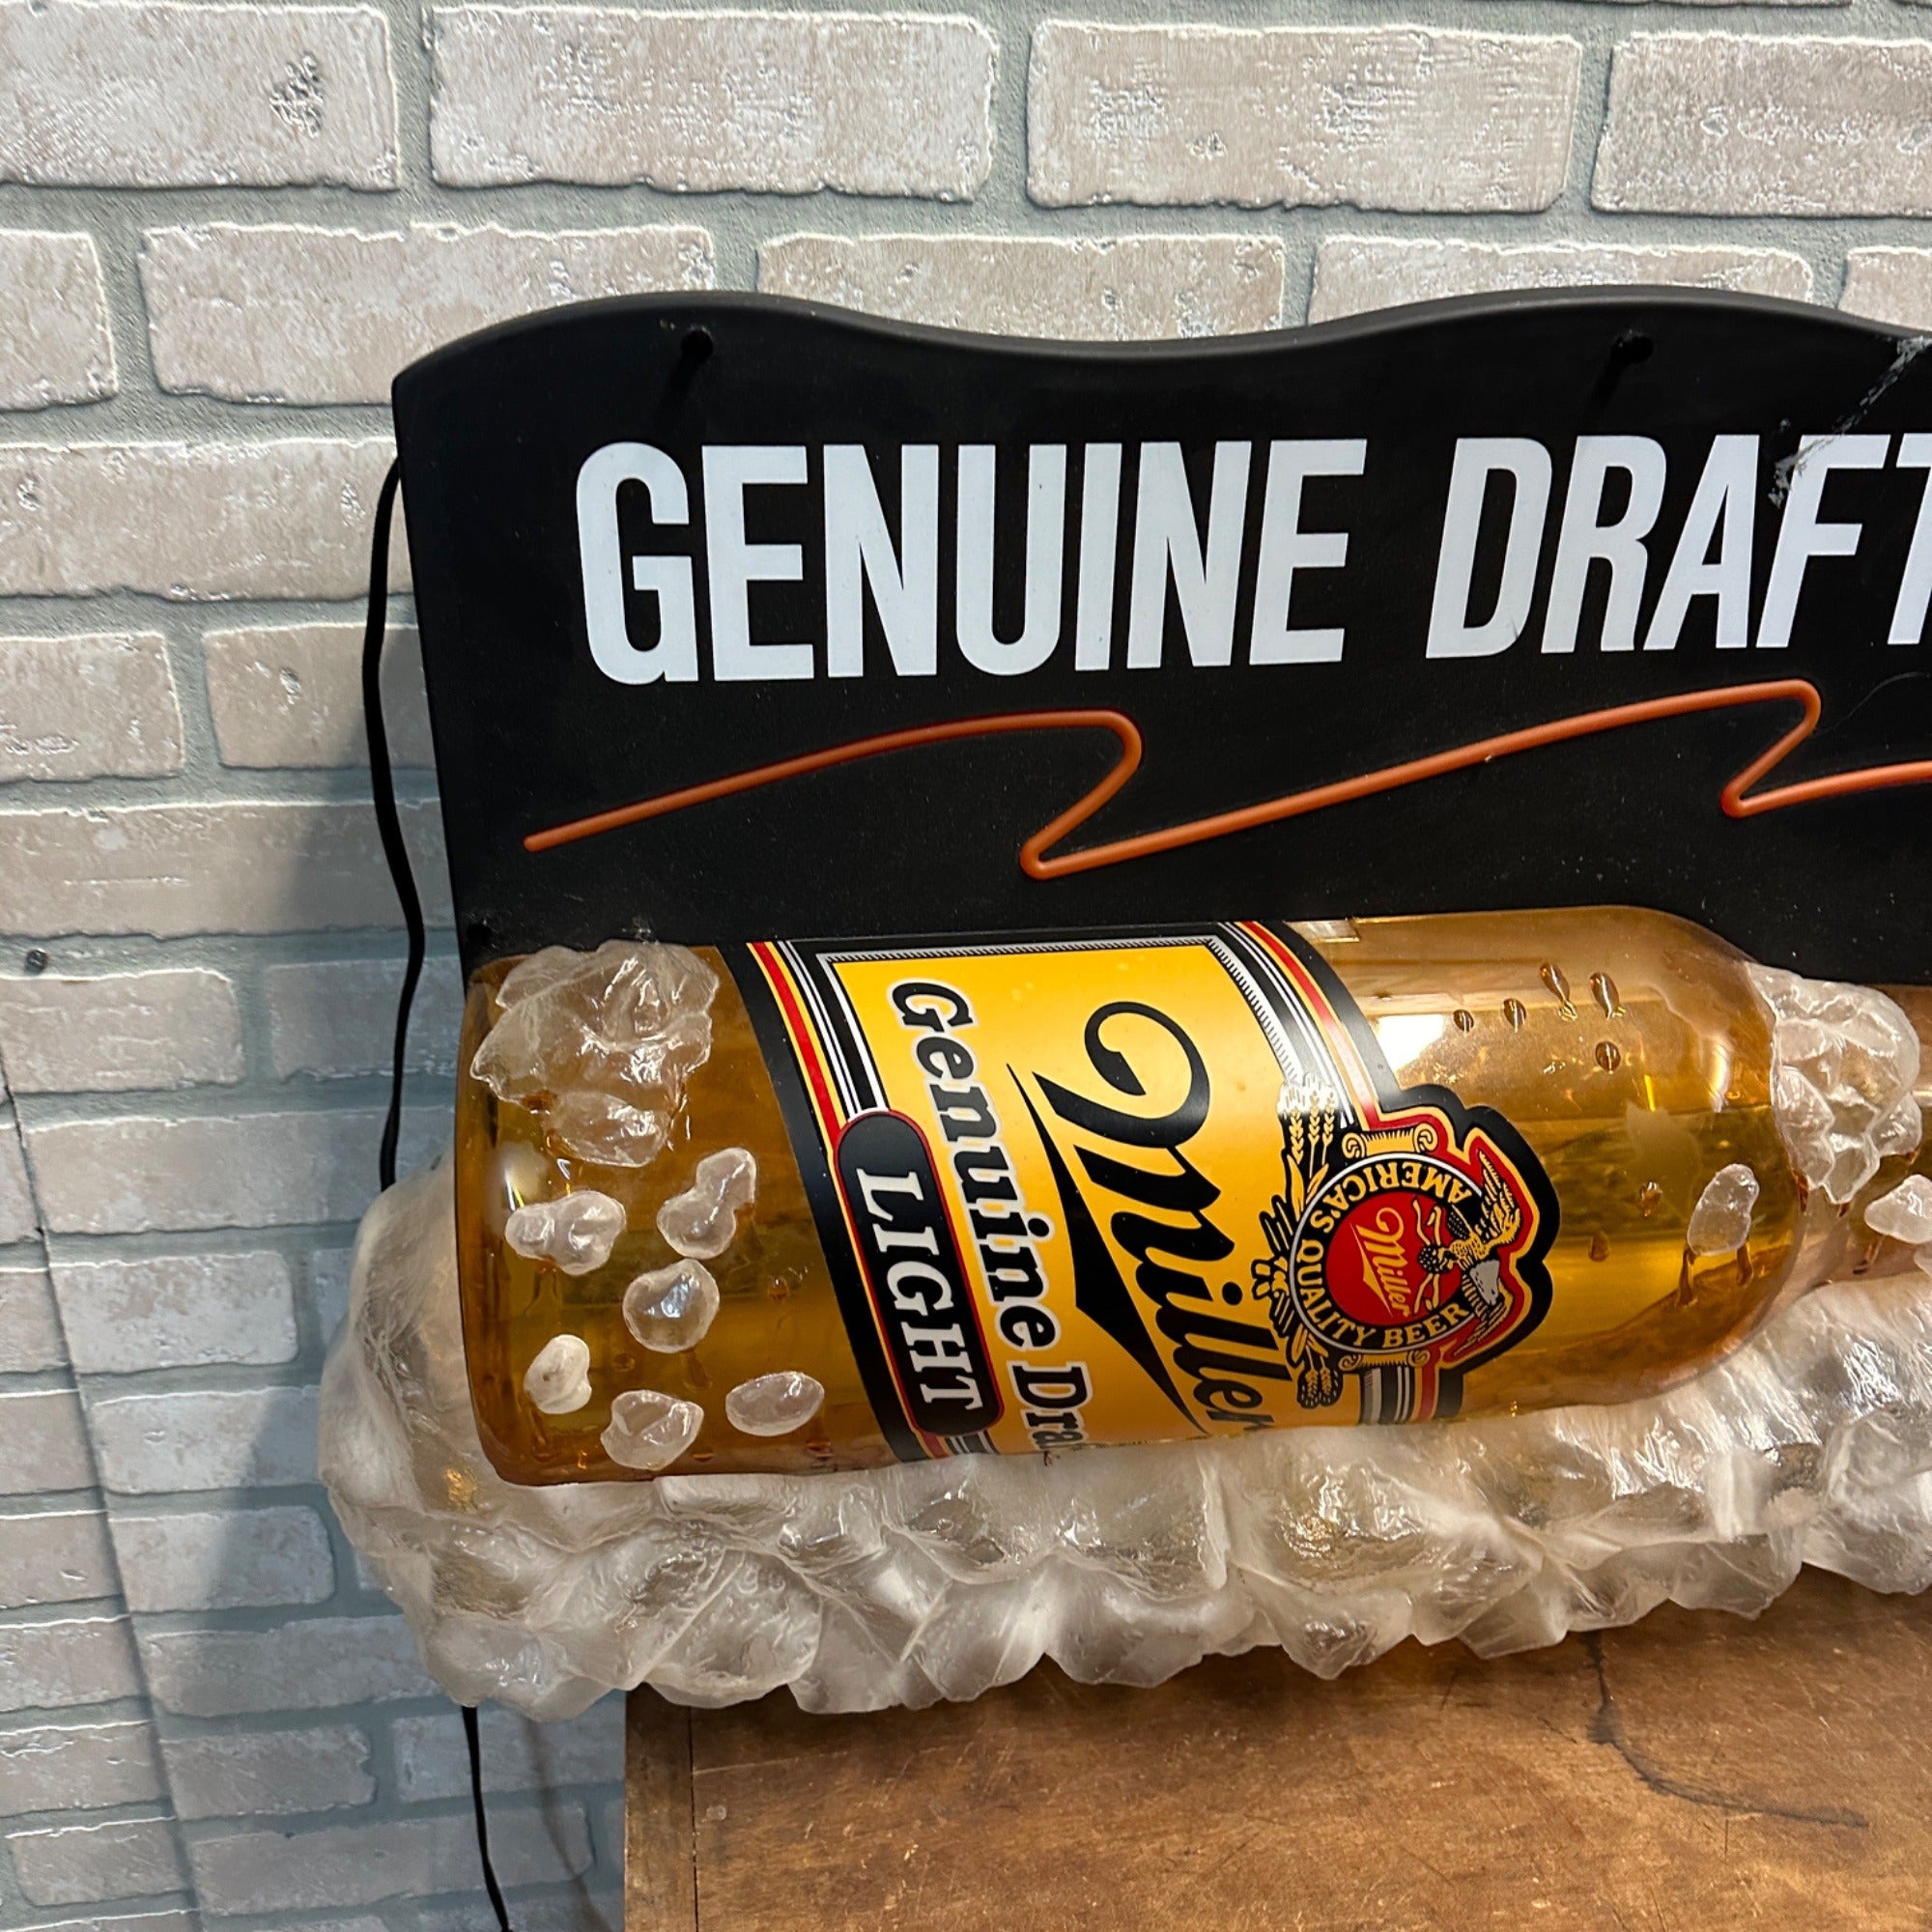 GENUINE DRAFT
Miller
Genuine Dra
LIGHT
AMERICA'S QUALITY BEER
Miller